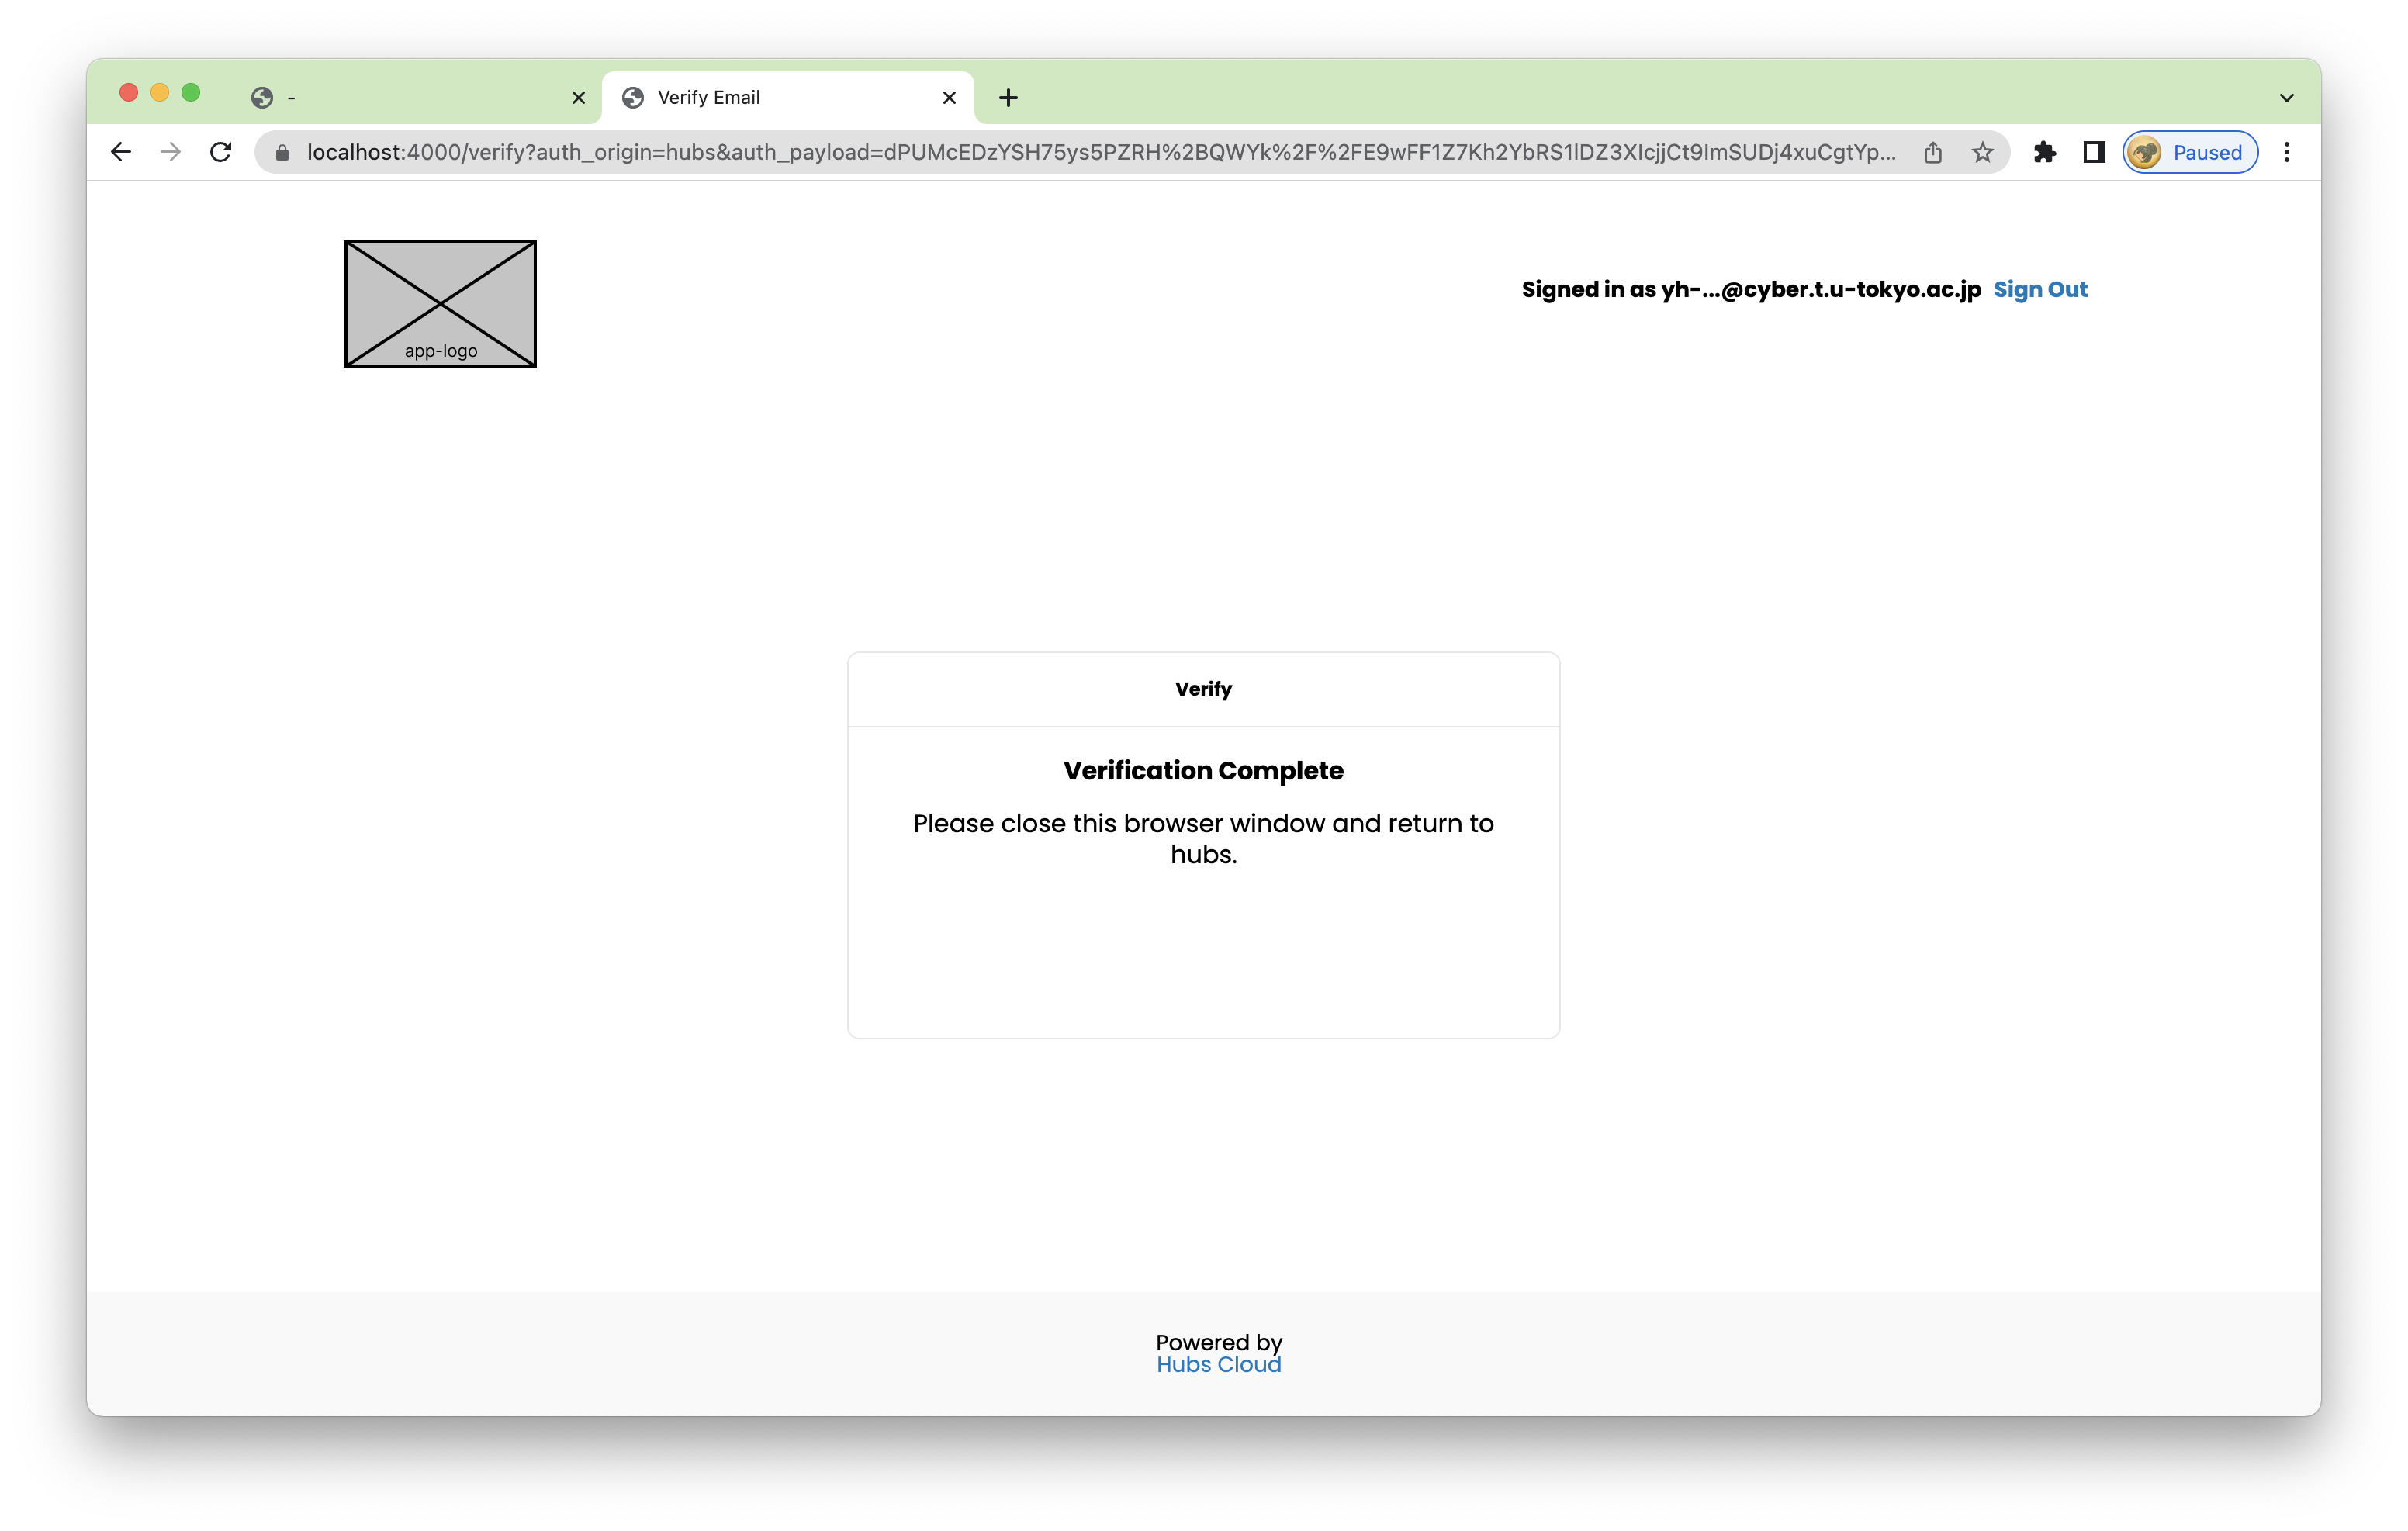 -
Verify Email
localhost:4000/verify?auth_origin=hubs&auth_payload=dPUMcEDzYSH75ys5PZRH%2BQWYk%2F%2FE9wFF1Z7Kh2YbRS1lDZ3XIcjjCt9ImSUDj4xuCgtYp...
Paused
app-logo
Signed in as yh-...@cyber.t.u-tokyo.ac.jp Sign Out
Verify
Verification Complete
Please close this browser window and return to
hubs.
Powered by
Hubs Cloud